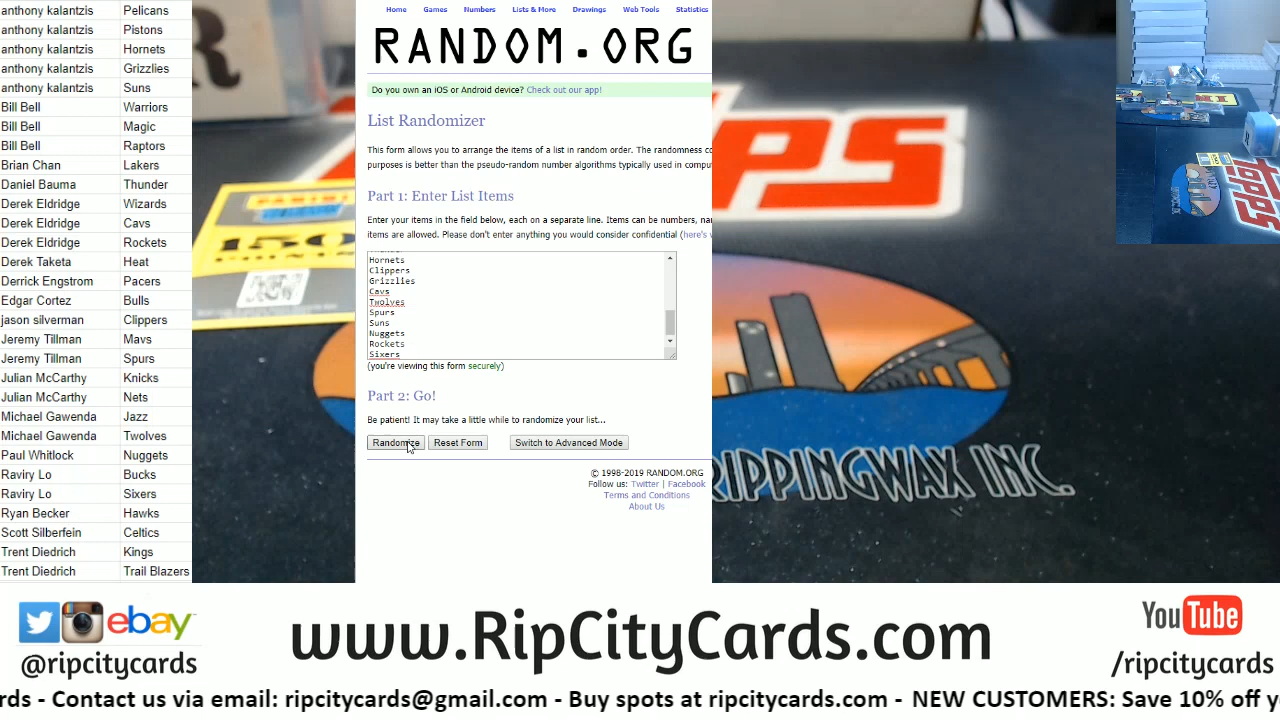 anthony kalantzis Pelicans
anthony kalantzis Pistons
anthony kalantzis Hornets
anthony kalantzis Grizzlies
anthony kalantzis Suns
Bill Bell Warriors
Bill Bell Magic
Bill Bell Raptors
Brian Chan Lakers
Daniel Bauma Thunder
Derek Eldridge Wizards
Derek Eldridge Cavs
Derek Eldridge Rockets
Derek Taketa Heat
Derrick Engstrom Pacers
Edgar Cortez Bulls
jason silverman Clippers
Jeremy Tillman Mavs
Jeremy Tillman Spurs
Julian McCarthy Knicks
Julian McCarthy Nets
Michael Gawenda Jazz
Michael Gawenda Twolves
Paul Whitlock Nuggets
Raviry Lo Bucks
Raviry Lo Sixers
Ryan Becker Hawks
Scott Silberfein Celtics
Trent Diedrich Kings
Trent Diedrich Trail Blazers
Home Games Numbers Lists & More Drawings Web Tools Statistics
RANDOM.ORG
Do you own an iOS or Android device? Check out our app!
List Randomizer
This form allows you to arrange the items of a list in random order. The randomness
purposes is better than the pseudo-random number algorithms typically used in
Part 1: Enter List Items
Enter your items in the field below, each on a separate line. Items can be numbers,
items are allowed. Please don't enter anything you would consider confidential (here's
Hornets
Clippers
Grizzlies
Cavs
Twolves
Spurs
Suns
Nuggets
Rockets
Sixers
(you're viewing this form securely)
Part 2: Go!
Be patient! It may take a little while to randomize your list...
Randomize Reset Form Switch to Advanced Mode
© 1998-2019 RANDOM.ORG
Follow us: Twitter | Facebook
Terms and Conditions
About Us
PANINI
150
RIPPINGWAX INC.
topps
ebay
@ripcitycards
www.RipCityCards.com
YouTube
/ripcitycards
rds - Contact us via email: ripcitycards@gmail.com - Buy spots at ripcitycards.com - NEW CUSTOMERS: Save 10% off